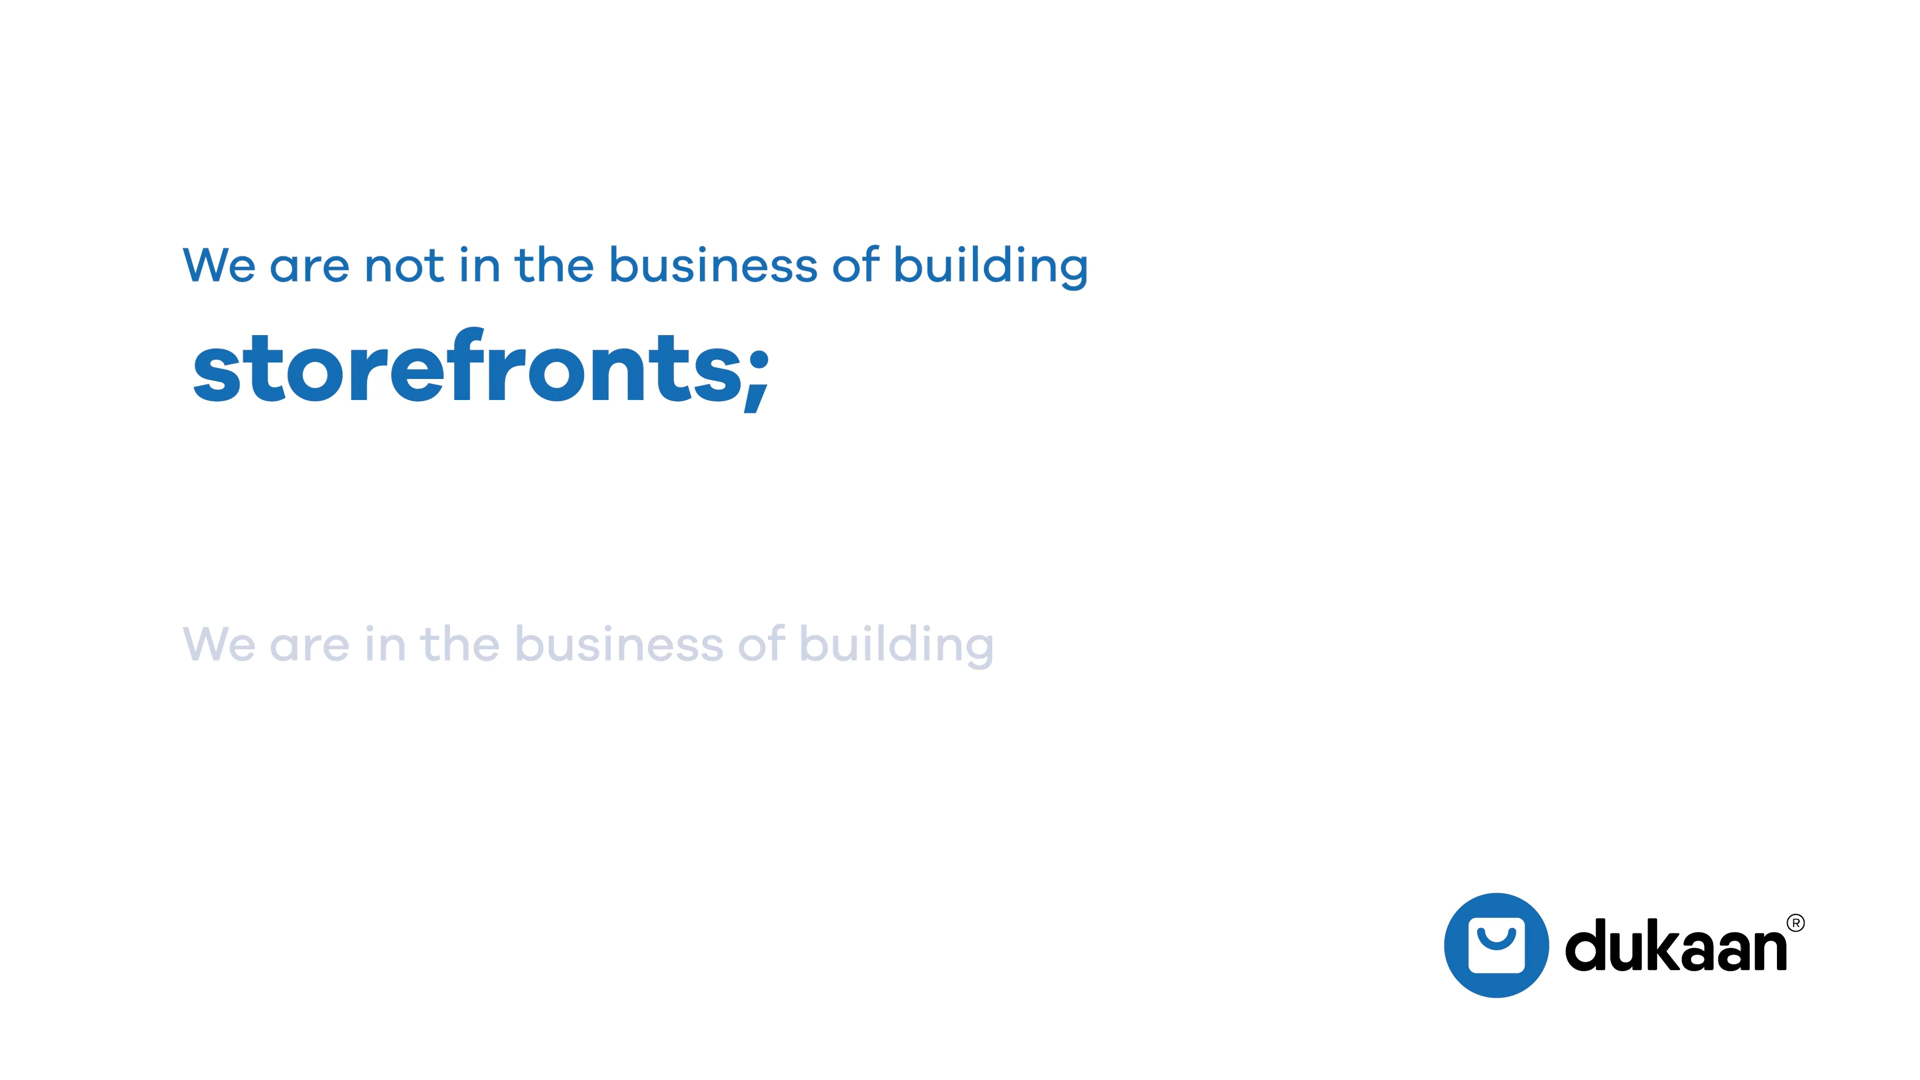 We are not in the business of building
storefronts;
We are in the business of building
dukaan®